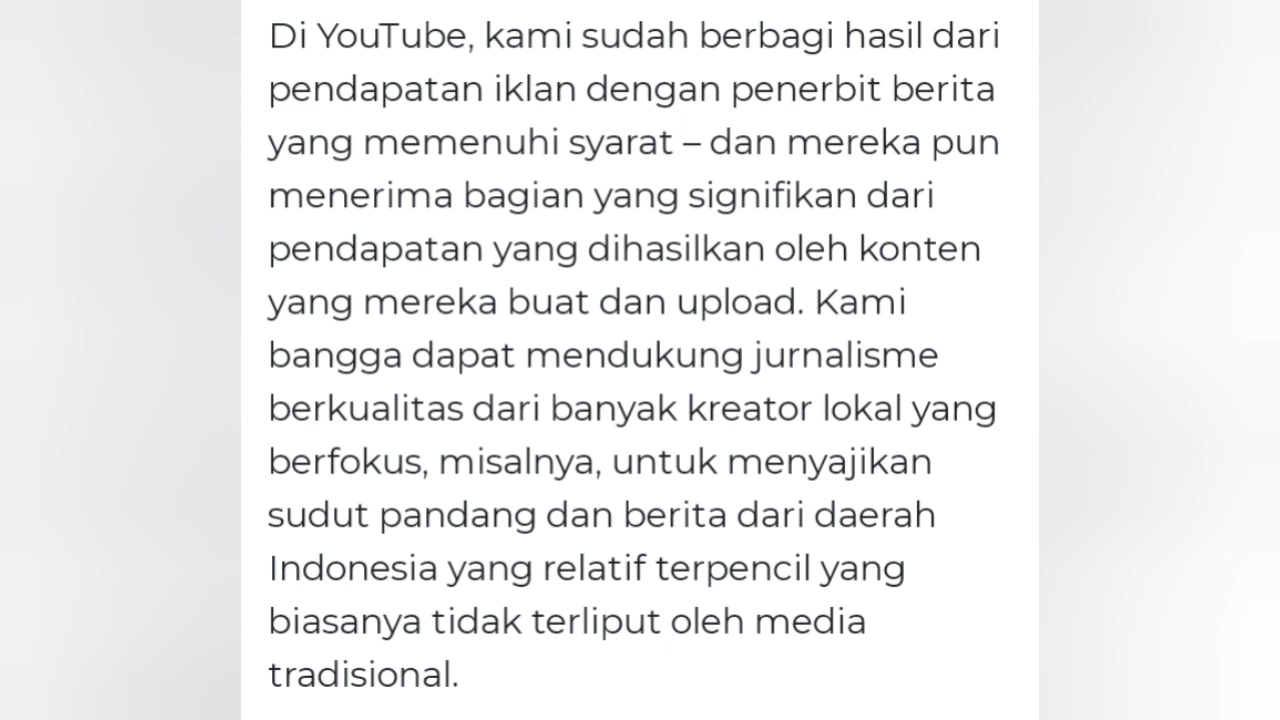 Di YouTube, kami sudah berbagi hasil dari
pendapatan iklan dengan penerbit berita
yang memenuhi syarat – dan mereka pun
menerima bagian yang signifikan dari
pendapatan yang dihasilkan oleh konten
yang mereka buat dan upload. Kami
bangga dapat mendukung jurnalisme
berkualitas dari banyak kreator lokal yang
berfokus, misalnya, untuk menyajikan
sudut pandang dan berita dari daerah
Indonesia yang relatif terpencil yang
biasanya tidak terliput oleh media
tradisional.